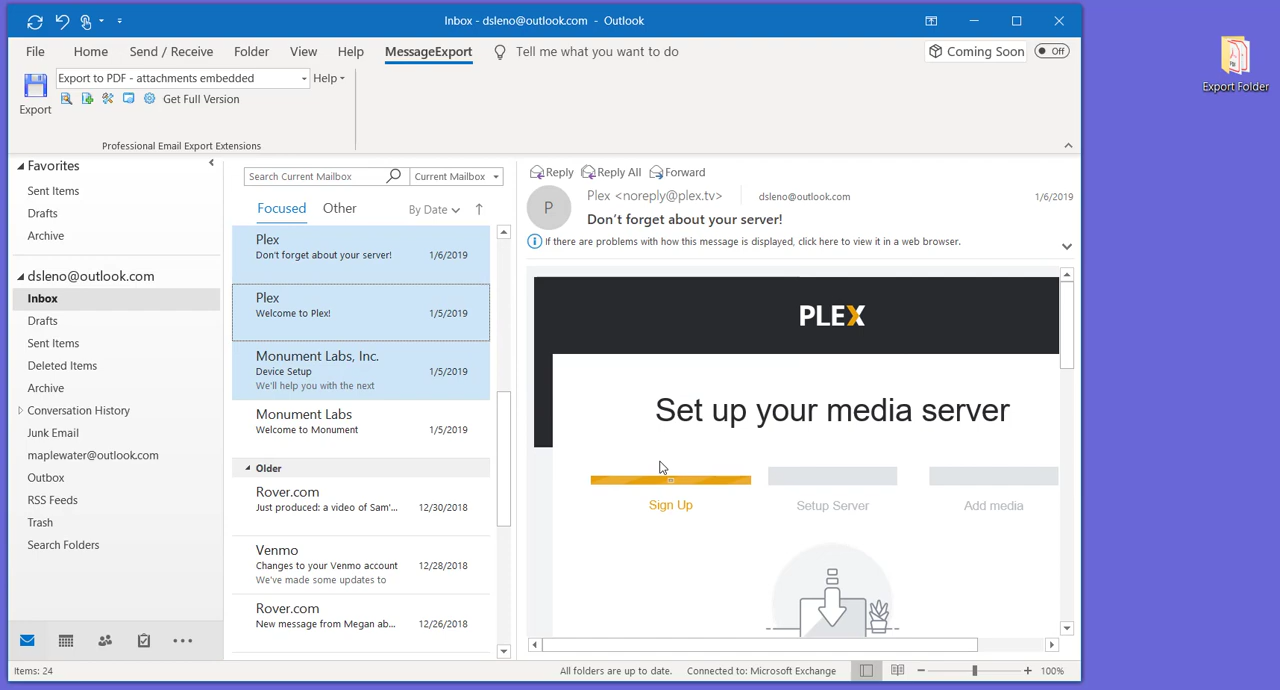 Inbox - dsleno@outlook.com - Outlook
File Home Send / Receive Folder View Help MessageExport Tell me what you want to do Coming Soon Off
Export to PDF - attachments embedded Help
Get Full Version
Export
Professional Email Export Extensions
Export Folder
Favorites
Sent Items
Drafts
Archive
dsleno@outlook.com
Inbox
Drafts
Sent Items
Deleted Items
Archive
Conversation History
Junk Email
maplewater@outlook.com
Outbox
RSS Feeds
Trash
Search Folders
Search Current Mailbox Current Mailbox
Focused Other By Date
Plex
Don't forget about your server! 1/6/2019
Plex
Welcome to Plex! 1/5/2019
Monument Labs, Inc.
Device Setup 1/5/2019
We'll help you with the next
Monument Labs
Welcome to Monument 1/5/2019
Older
Rover.com
Just produced: a video of Sam'... 12/30/2018
Venmo
Changes to your Venmo account 12/28/2018
We've made some updates to
Rover.com
New message from Megan ab... 12/26/2018
Reply Reply All Forward
P
Plex <noreply@plex.tv> dsleno@outlook.com 1/6/2019
Don't forget about your server!
If there are problems with how this message is displayed, click here to view it in a web browser.
PLEX
Set up your media server
Sign Up Setup Server Add media
Items: 24 All folders are up to date. Connected to: Microsoft Exchange 100%